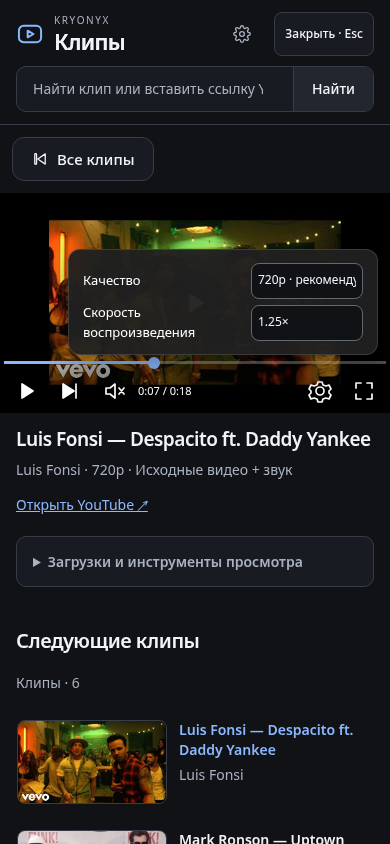 KRYONYX
Клипы
Закрыть · Esc
Найти клип или вставить ссылку
Найти
Все клипы
Качество
720p · рекоменд
Скорость
воспроизведения
1.25×
vevo
0:07 / 0:18
Luis Fonsi — Despacito ft. Daddy Yankee
Luis Fonsi · 720p · Исходные видео + звук
Открыть YouTube ↗
▶ Загрузки и инструменты просмотра
Следующие клипы
Клипы · 6
Luis Fonsi — Despacito ft.
Daddy Yankee
Luis Fonsi
vevo
Mark Ronson — Uptown